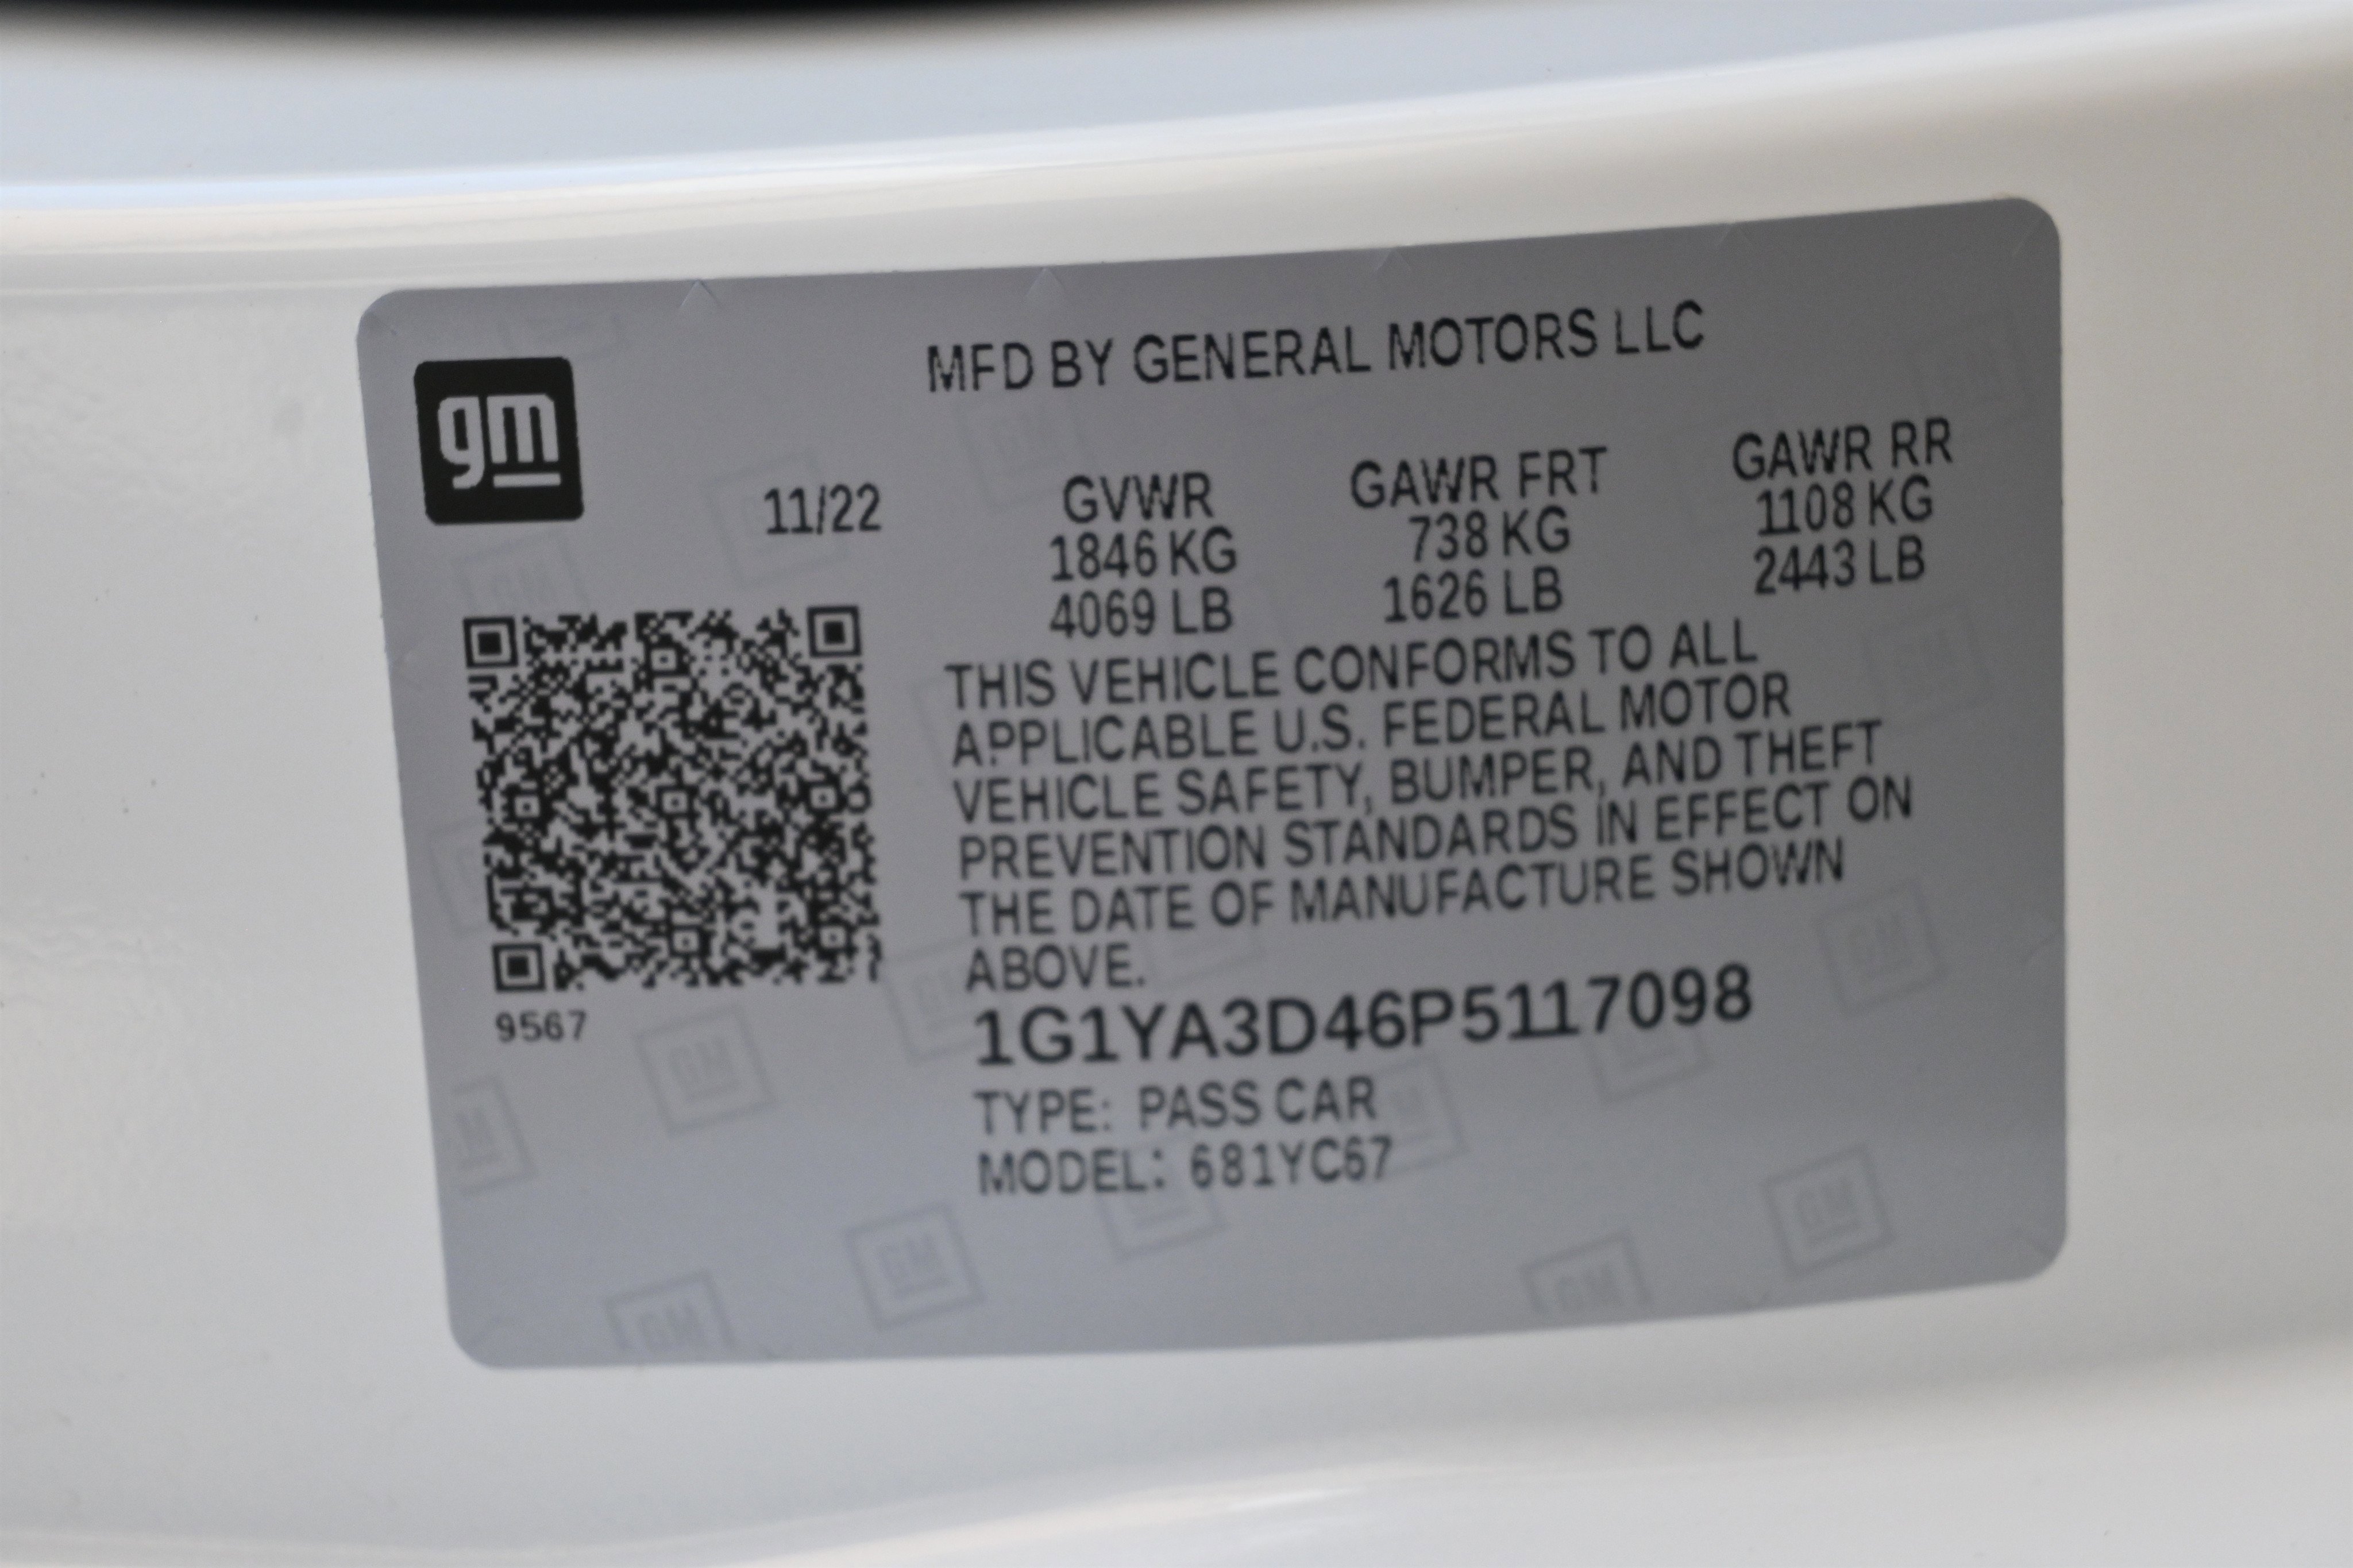 gm
MFD BY GENERAL MOTORS LLC
11/22 GVWR GAWR FRT GAWR RR
1846 KG 738 KG 1108 KG
4069 LB 1626 LB 2443 LB
THIS VEHICLE CONFORMS TO ALL
APPLICABLE U.S. FEDERAL MOTOR
VEHICLE SAFETY, BUMPER, AND THEFT
PREVENTION STANDARDS IN EFFECT ON
THE DATE OF MANUFACTURE SHOWN
ABOVE.
9567
1G1YA3D46P5117098
TYPE: PASS CAR
MODEL: 681YC67